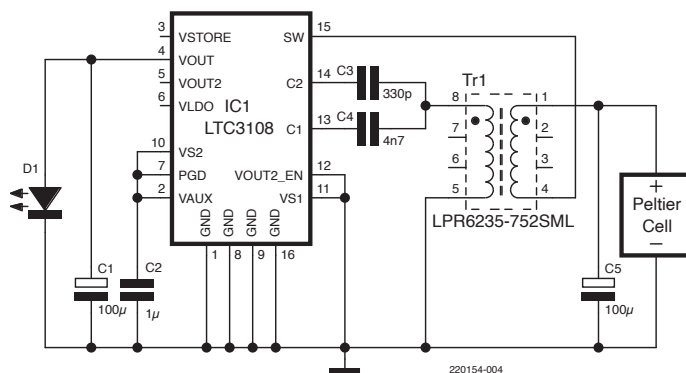 3 VSTORE
SW 15
4 VOUT
5 VOUT2
C2 14
C3
330p
6 VLDO
IC1
LTC3108
C1 13
C4
4n7
Tr1
8
1
7
2
6
3
5
4
LPR6235-752SML
10 VS2
VOUT2_EN 12
7 PGD
VS1 11
2 VAUX
GND GND GND GND
1 8 9 16
D1
C1
100µ
C2
1µ
C5
100µ
+
Peltier
Cell
–
220154-004